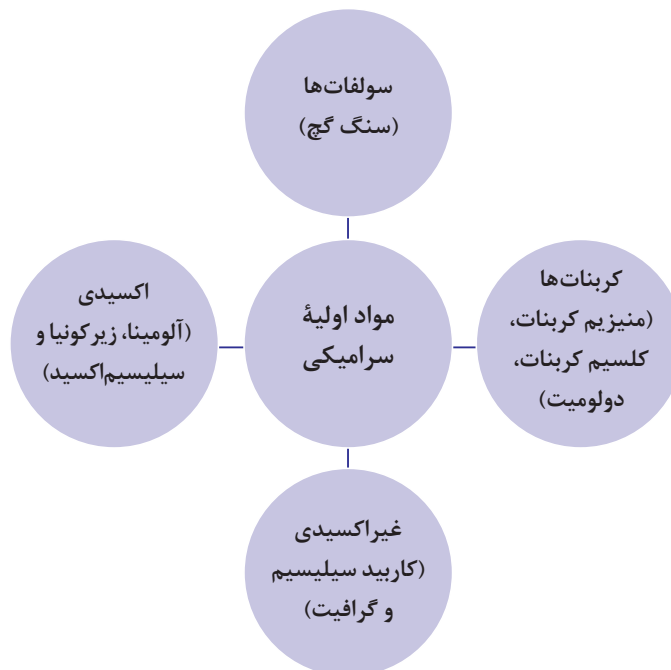 سولفات‌ها
(سنگ گچ)
کربنات‌ها
(منیزیم کربنات،
کلسیم کربنات،
دولومیت)
مواد اولیهٔ
سرامیکی
اکسیدی
(آلومینا، زیرکونیا و
سیلیسیم‌اکسید)
غیراکسیدی
(کاربید سیلیسیم
و گرافیت)